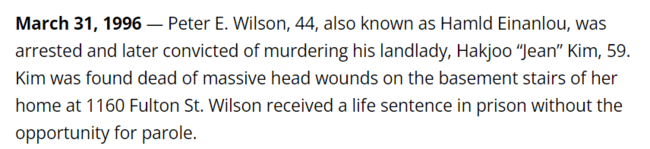 March 31, 1996 — Peter E. Wilson, 44, also known as Hamld Einanlou, was
arrested and later convicted of murdering his landlady, Hakjoo “Jean” Kim, 59.
Kim was found dead of massive head wounds on the basement stairs of her
home at 1160 Fulton St. Wilson received a life sentence in prison without the
opportunity for parole.